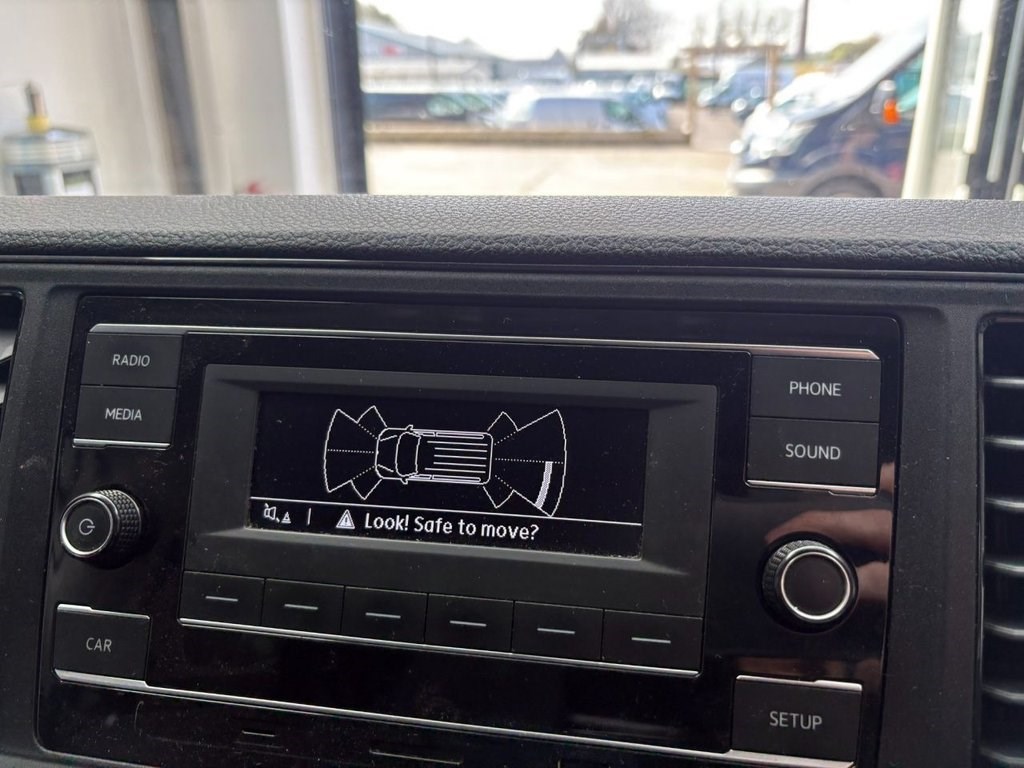 RADIO
MEDIA
PHONE
SOUND
Look! Safe to move?
CAR
SETUP